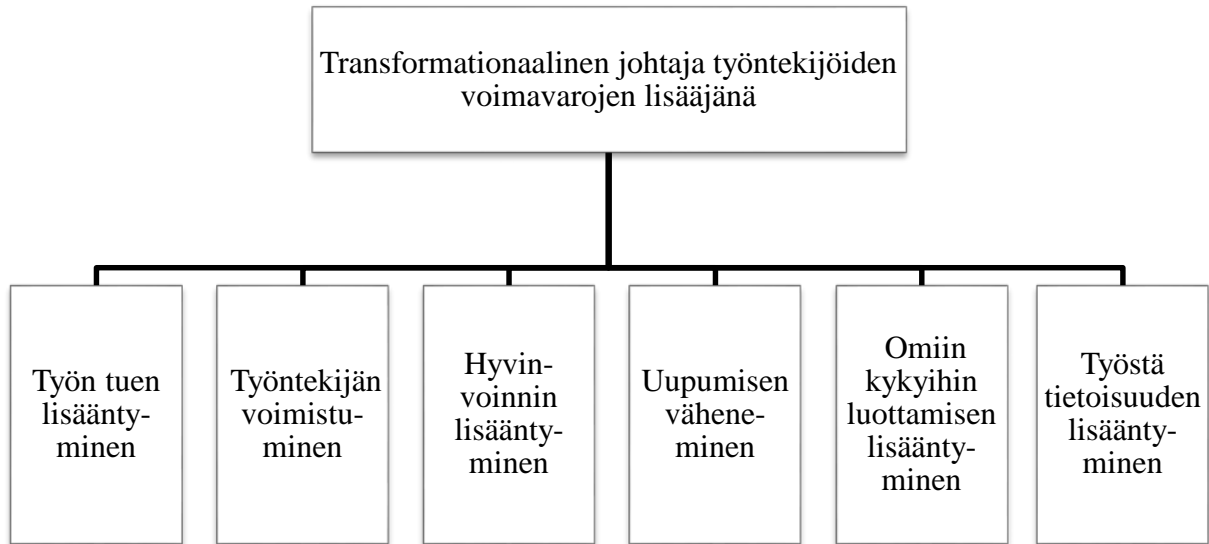 Transformationaalinen johtaja työntekijöiden
voimavarojen lisääjänä
Työn tuen
lisäänty-
minen
Työntekijän
voimistu-
minen
Hyvin-
voinnin
lisäänty-
minen
Uupumisen
vähene-
minen
Omiin
kykyihin
luottamisen
lisäänty-
minen
Työstä
tietoisuuden
lisäänty-
minen